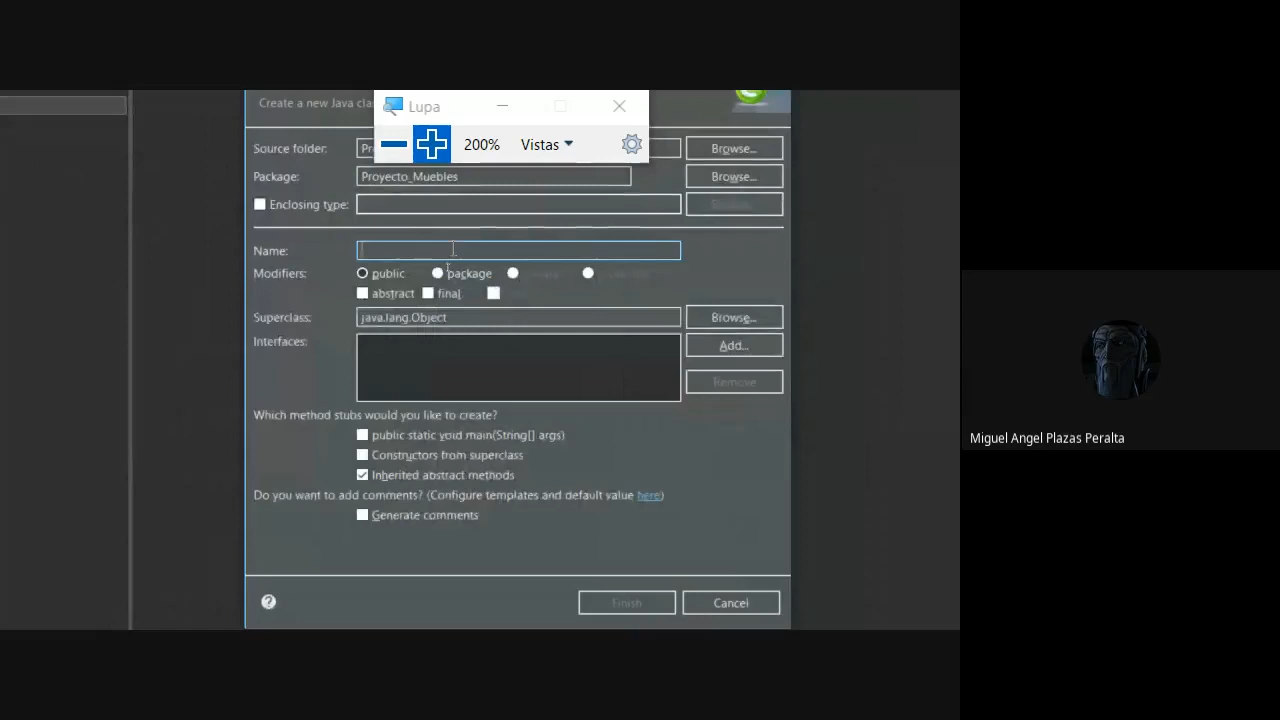 Create a new Java cla
Lupa
200%
Vistas
Source folder:
Pr
Browse...
Package:
Proyecto_Muebles
Browse...
Enclosing type:
Name:
Modifiers:
public
package
abstract
final
Superclass:
java.lang.Object
Browse...
Interfaces:
Add...
Remove
Which method stubs would you like to create?
public static void main(String[] args)
Constructors from superclass
Inherited abstract methods
Do you want to add comments? (Configure templates and default value here)
Generate comments
?
Finish
Cancel
Miguel Angel Plazas Peralta